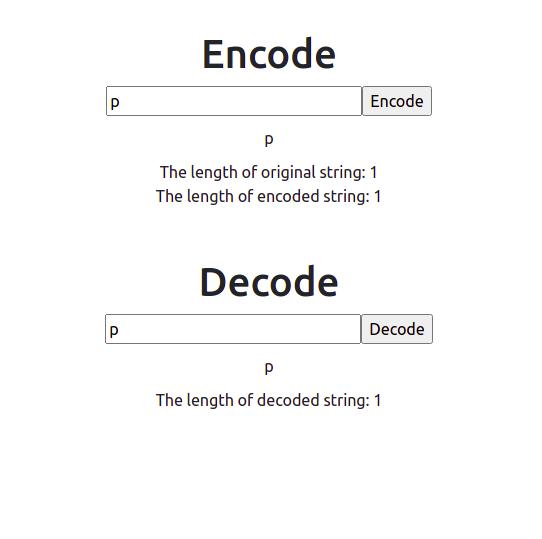 Encode
p Encode
p
The length of original string: 1
The length of encoded string: 1
Decode
p Decode
p
The length of decoded string: 1